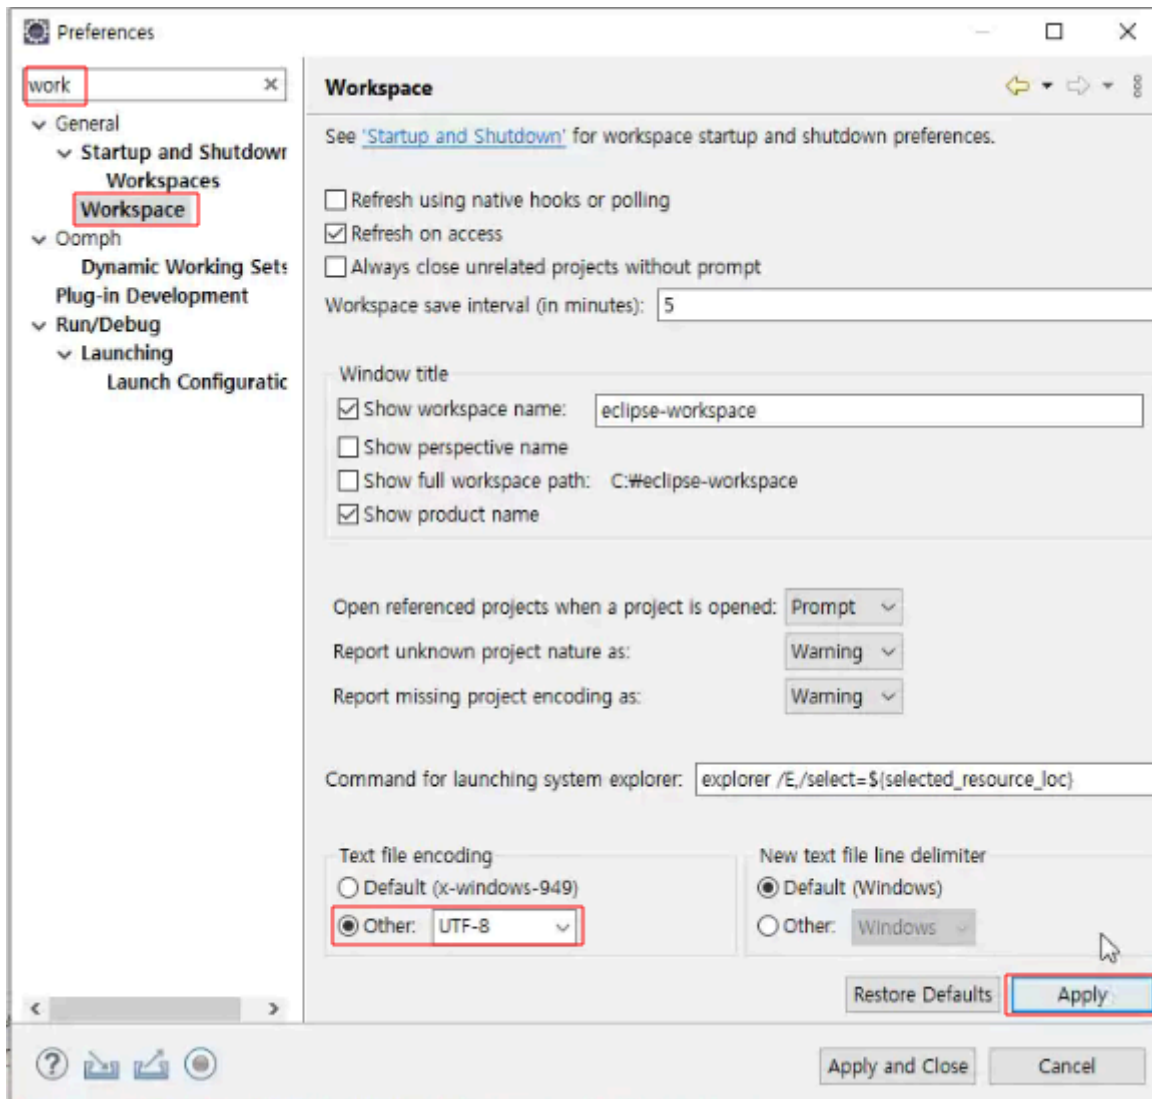 Preferences
work
General
Startup and Shutdowr
Workspaces
Workspace
Oomph
Dynamic Working Sets
Plug-in Development
Run/Debug
Launching
Launch Configuratic
Workspace
See 'Startup and Shutdown' for workspace startup and shutdown preferences.
Refresh using native hooks or polling
Refresh on access
Always close unrelated projects without prompt
Workspace save interval (in minutes): 5
Window title
Show workspace name: eclipse-workspace
Show perspective name
Show full workspace path: C:₩eclipse-workspace
Show product name
Open referenced projects when a project is opened: Prompt
Report unknown project nature as: Warning
Report missing project encoding as: Warning
Command for launching system explorer: explorer /E,/select=${selected_resource_loc}
Text file encoding
Default (x-windows-949)
Other: UTF-8
New text file line delimiter
Default (Windows)
Other: Windows
Restore Defaults Apply
Apply and Close Cancel